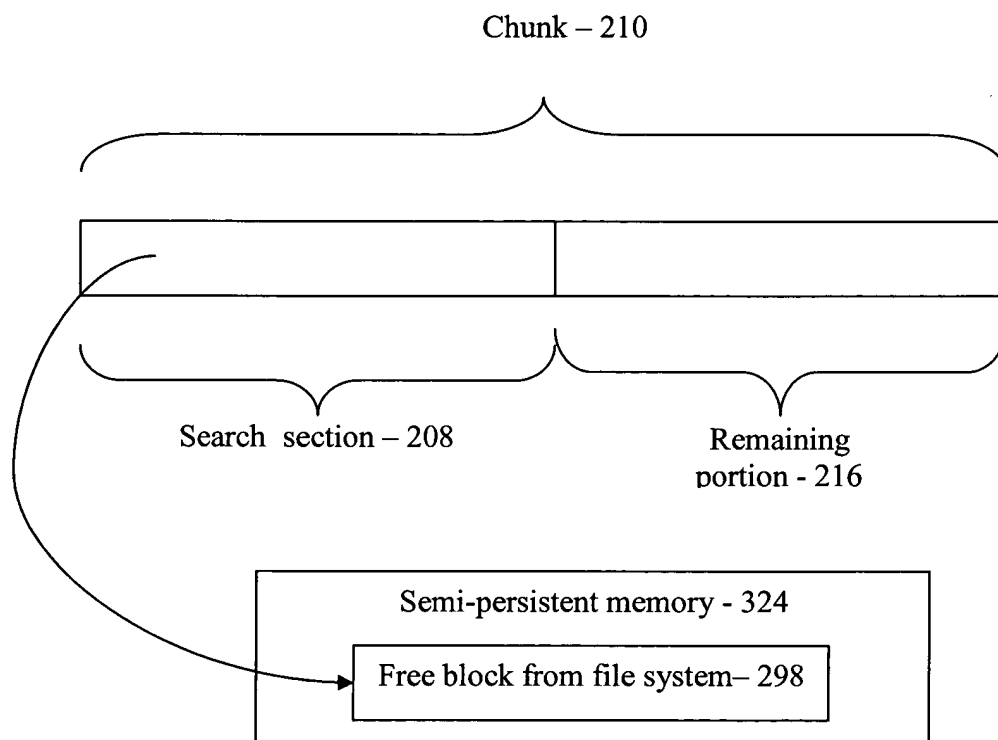 Chunk – 210
Search section – 208
Remaining
portion - 216
Semi-persistent memory - 324
Free block from file system– 298